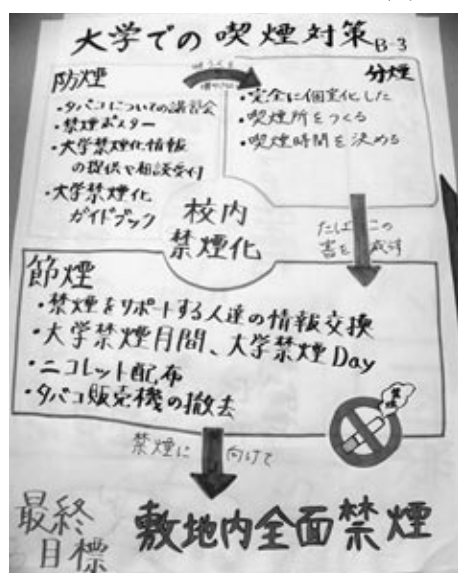 大学での喫煙対策 B-3
防煙
・タバコについての講習会
・禁煙ポスター
・大学禁煙化情報
の提供や相談受付
・大学禁煙化
ガイドブック
分煙
・完全に個室化した
・喫煙所をつくる
・喫煙時間を決める
校内
禁煙化
たばこの
害を減す
節煙
・禁煙をサポートする人達の情報交換
・大学禁煙月間、大学禁煙Day
・ニコレット配布
・タバコ販売機の撤去
禁煙に向けて
最終
目標
敷地内全面禁煙